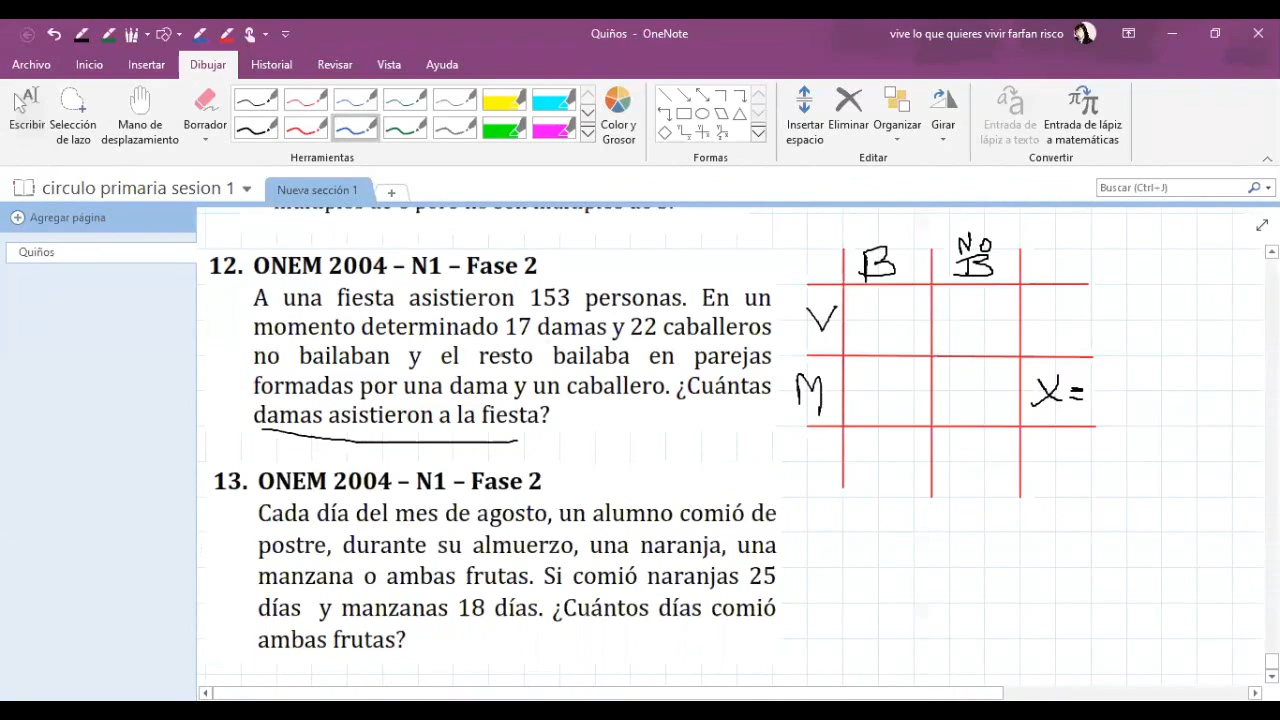 Quiños - OneNote
vive lo que quieres vivir farfan risco
Archivo Inicio Insertar Dibujar Historial Revisar Vista Ayuda
Escribir Selección de lazo Mano de desplazamiento Borrador Color y Grosor Insertar espacio Eliminar Organizar Girar Entrada de lápiz a texto Entrada de lápiz a matemáticas
Herramientas Formas Editar Convertir
circulo primaria sesion 1 Nueva sección 1 Buscar (Ctrl+J)
Agregar página
Quiños
12. ONEM 2004 – N1 – Fase 2
A una fiesta asistieron 153 personas. En un
momento determinado 17 damas y 22 caballeros
no bailaban y el resto bailaba en parejas
formadas por una dama y un caballero. ¿Cuántas
damas asistieron a la fiesta?
B No B
V
M X =
13. ONEM 2004 – N1 – Fase 2
Cada día del mes de agosto, un alumno comió de
postre, durante su almuerzo, una naranja, una
manzana o ambas frutas. Si comió naranjas 25
días y manzanas 18 días. ¿Cuántos días comió
ambas frutas?